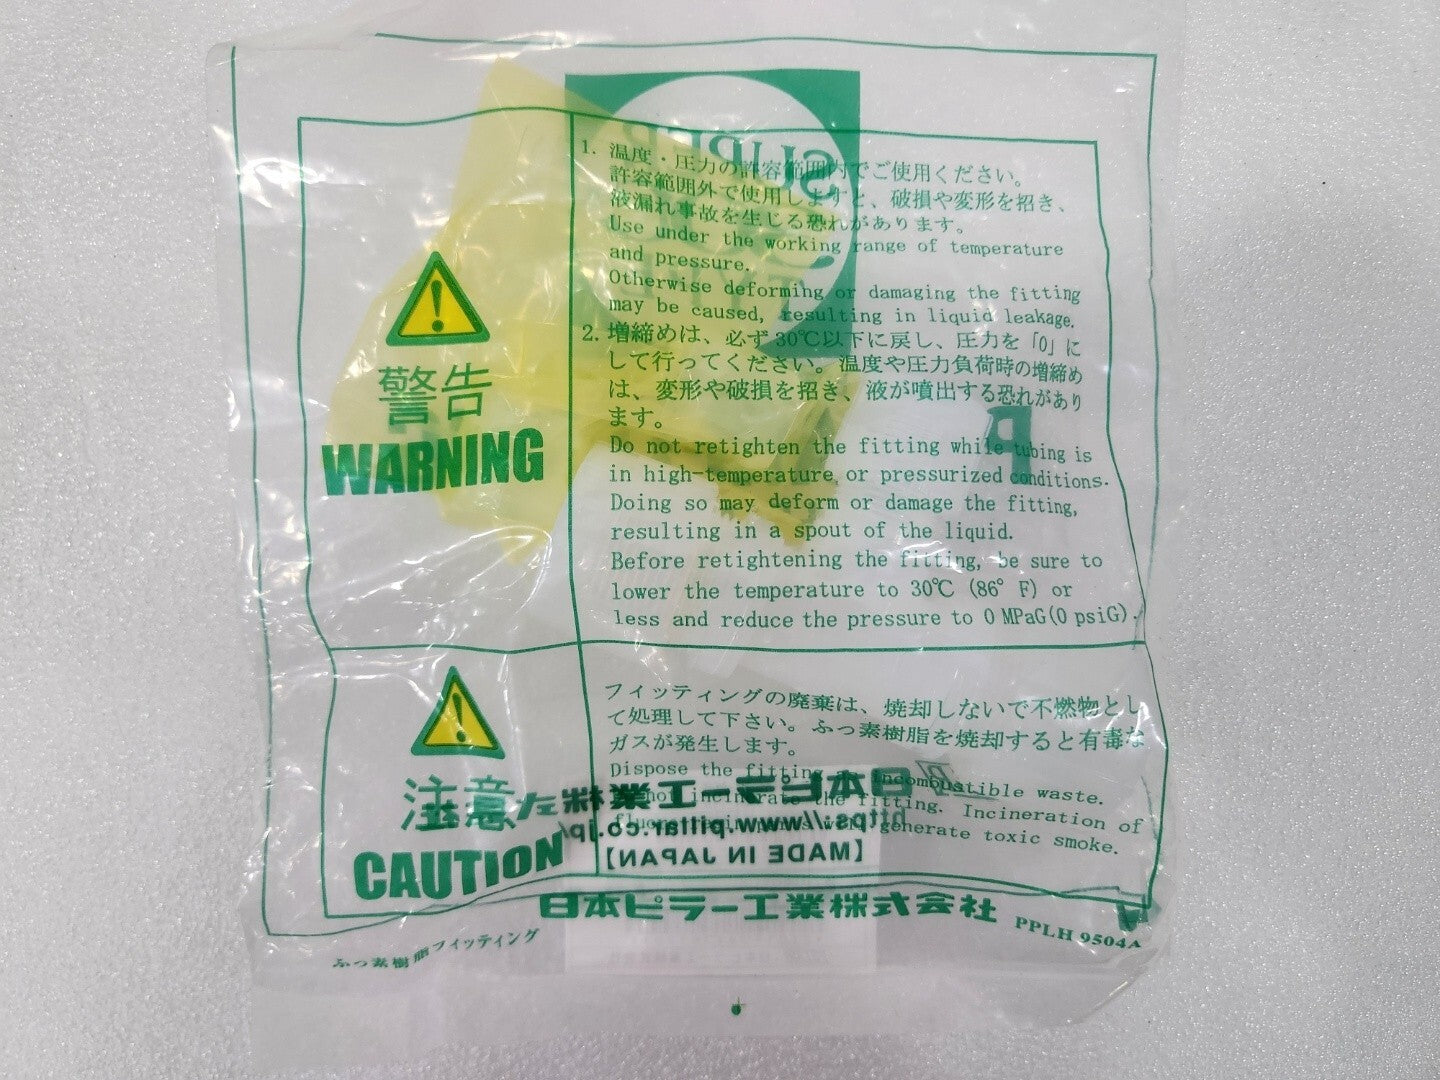 警告
WARNING
1. 温度・圧力の許容範囲内でご使用ください。
許容範囲外で使用しますと、破損や変形を招き、
液漏れ事故を生じる恐れがあります。
Use under the working range of temperature
and pressure.
Otherwise deforming or damaging the fitting
may be caused, resulting in liquid leakage.
2. 増締めは、必ず30℃以下に戻し、圧力を「0」に
して行ってください。温度や圧力負荷時の増締め
は、変形や破損を招き、液が噴出する恐れがあり
ます。
Do not retighten the fitting while tubing is
in high-temperature or pressurized conditions.
Doing so may deform or damage the fitting,
resulting in a spout of the liquid.
Before retightening the fitting, be sure to
lower the temperature to 30℃ (86° F) or
less and reduce the pressure to 0 MPaG(0 psiG).
注意
CAUTION
フィッティングの廃棄は、焼却しないで不燃物とし
て処理して下さい。ふっ素樹脂を焼却すると有毒な
ガスが発生します。
Dispose the fitting as incombustible waste.
not incinerate the fitting. Incineration of
generate toxic smoke.
SUPER
日本ピラー工業株式
https://www.pillar.co.jp/
【MADE IN JAPAN】
日本ピラー工業株式会社
PPLH 9504A
ふっ素樹脂フィッティング